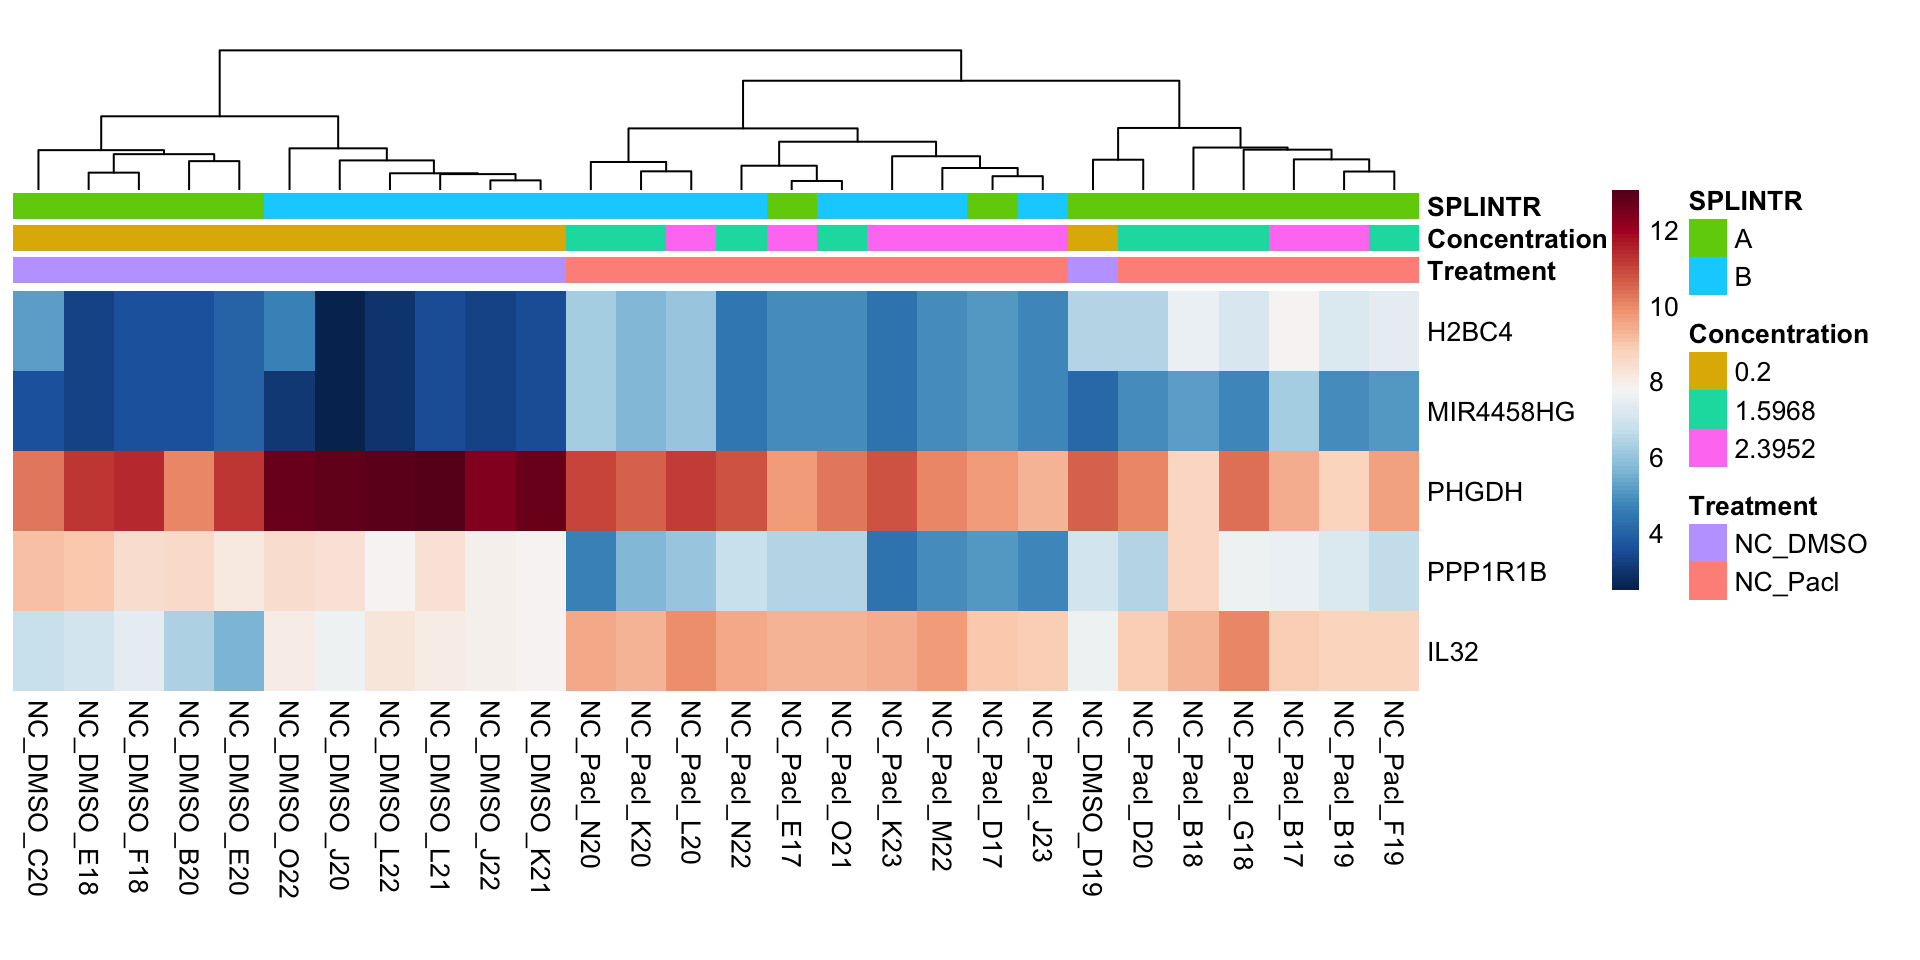 SPLINTR
Concentration
Treatment
H2BC4
MIR4458HG
PHGDH
PPP1R1B
IL32
NC_DMSO_C20
NC_DMSO_E18
NC_DMSO_F18
NC_DMSO_B20
NC_DMSO_E20
NC_DMSO_O22
NC_DMSO_J20
NC_DMSO_L22
NC_DMSO_L21
NC_DMSO_J22
NC_DMSO_K21
NC_Pacl_N20
NC_Pacl_K20
NC_Pacl_L20
NC_Pacl_N22
NC_Pacl_E17
NC_Pacl_O21
NC_Pacl_K23
NC_Pacl_M22
NC_Pacl_D17
NC_Pacl_J23
NC_DMSO_D19
NC_Pacl_D20
NC_Pacl_B18
NC_Pacl_G18
NC_Pacl_B17
NC_Pacl_B19
NC_Pacl_F19
12
10
8
6
4
SPLINTR
A
B
Concentration
0.2
1.5968
2.3952
Treatment
NC_DMSO
NC_Pacl